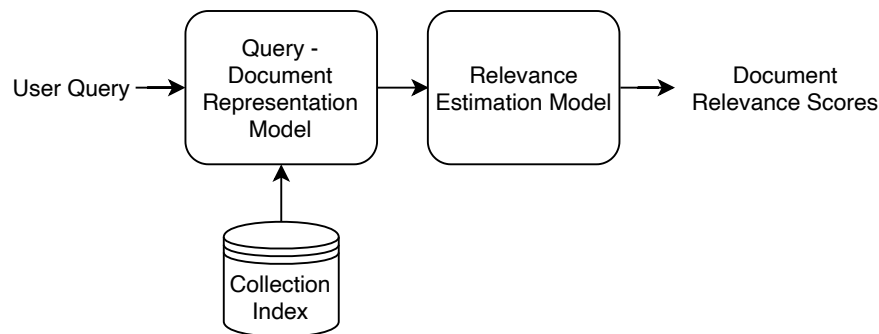 User Query
Query -
Document
Representation
Model
Relevance
Estimation Model
Document
Relevance Scores
Collection
Index